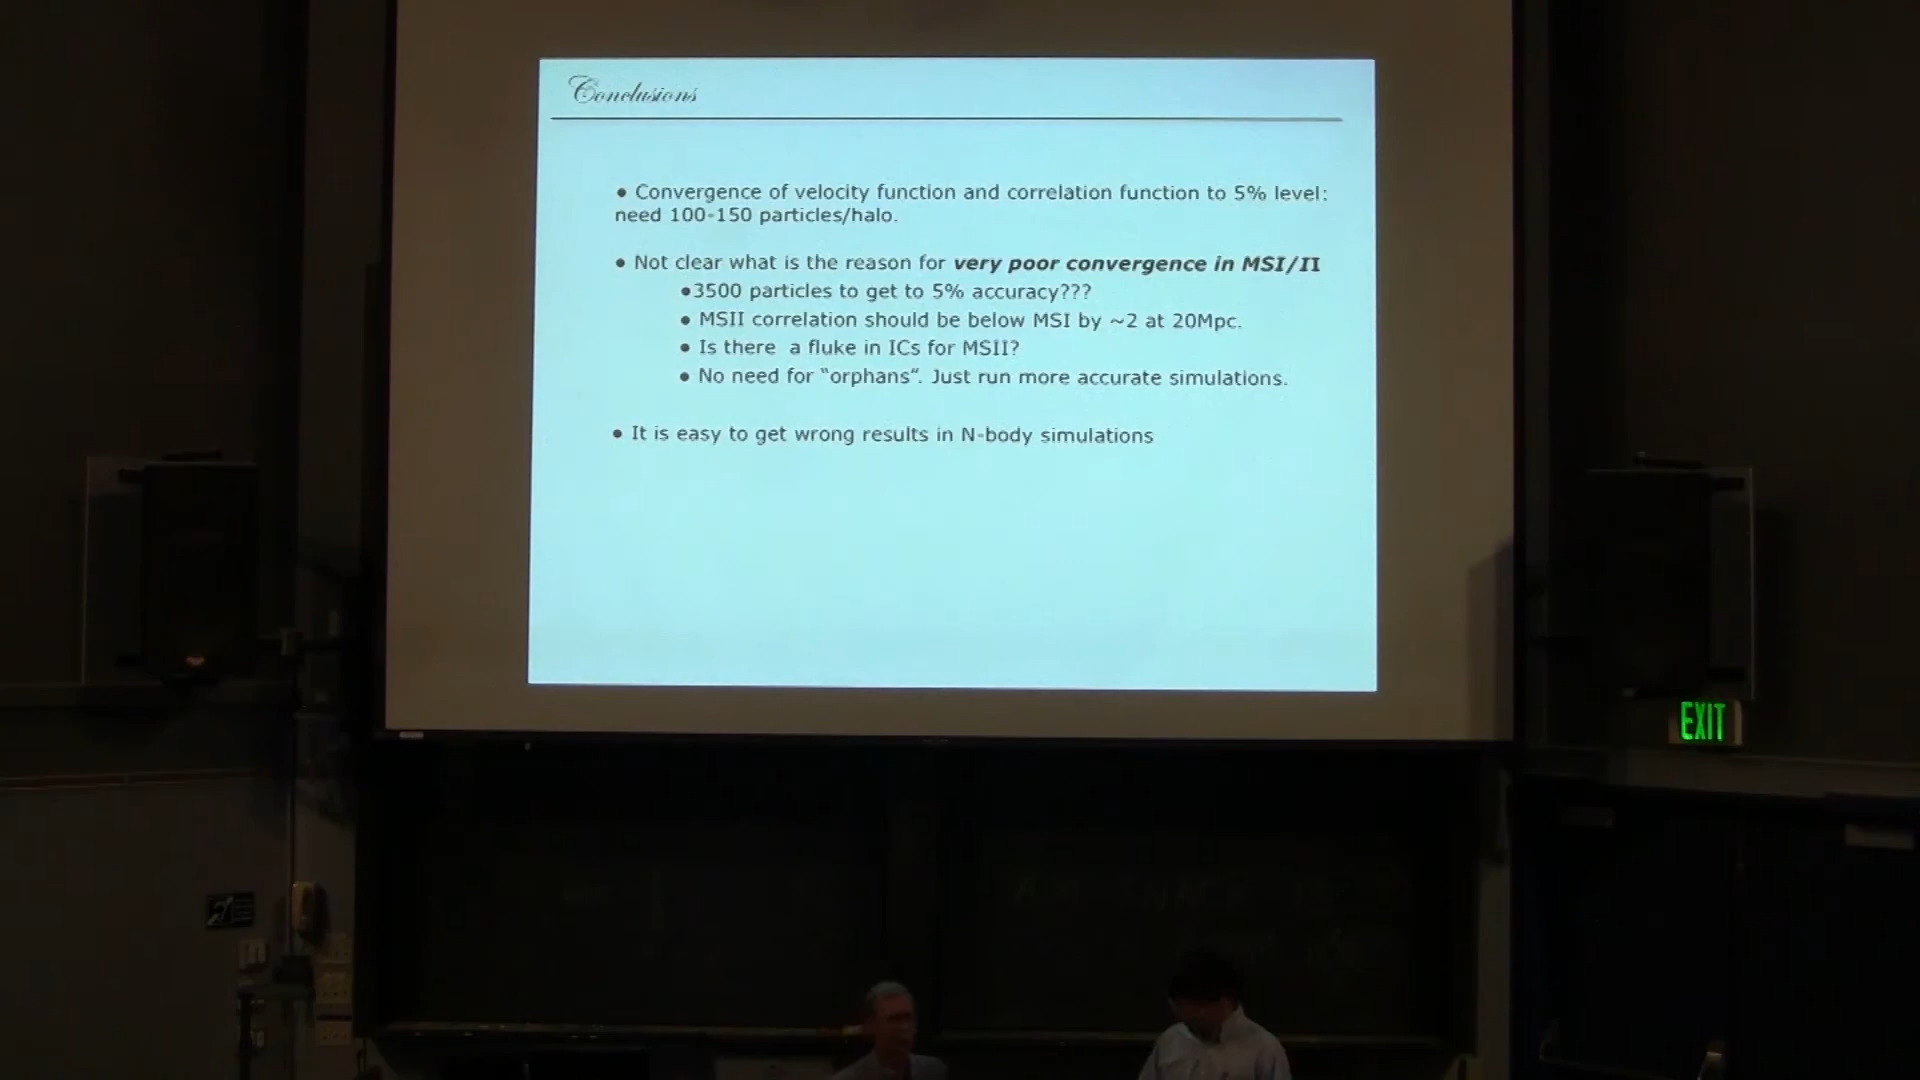 Conclusions
● Convergence of velocity function and correlation function to 5% level:
need 100-150 particles/halo.
● Not clear what is the reason for very poor convergence in MSI/II
●3500 particles to get to 5% accuracy???
● MSII correlation should be below MSI by ~2 at 20Mpc.
● Is there a fluke in ICs for MSII?
● No need for “orphans“. Just run more accurate simulations.
● It is easy to get wrong results in N-body simulations
EXIT